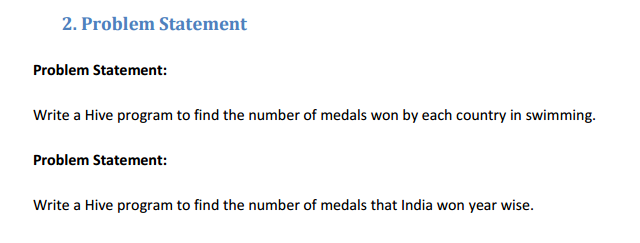 2. Problem Statement
Problem Statement:
Write a Hive program to find the number of medals won by each country in swimming.
Problem Statement:
Write a Hive program to find the number of medals that India won year wise.